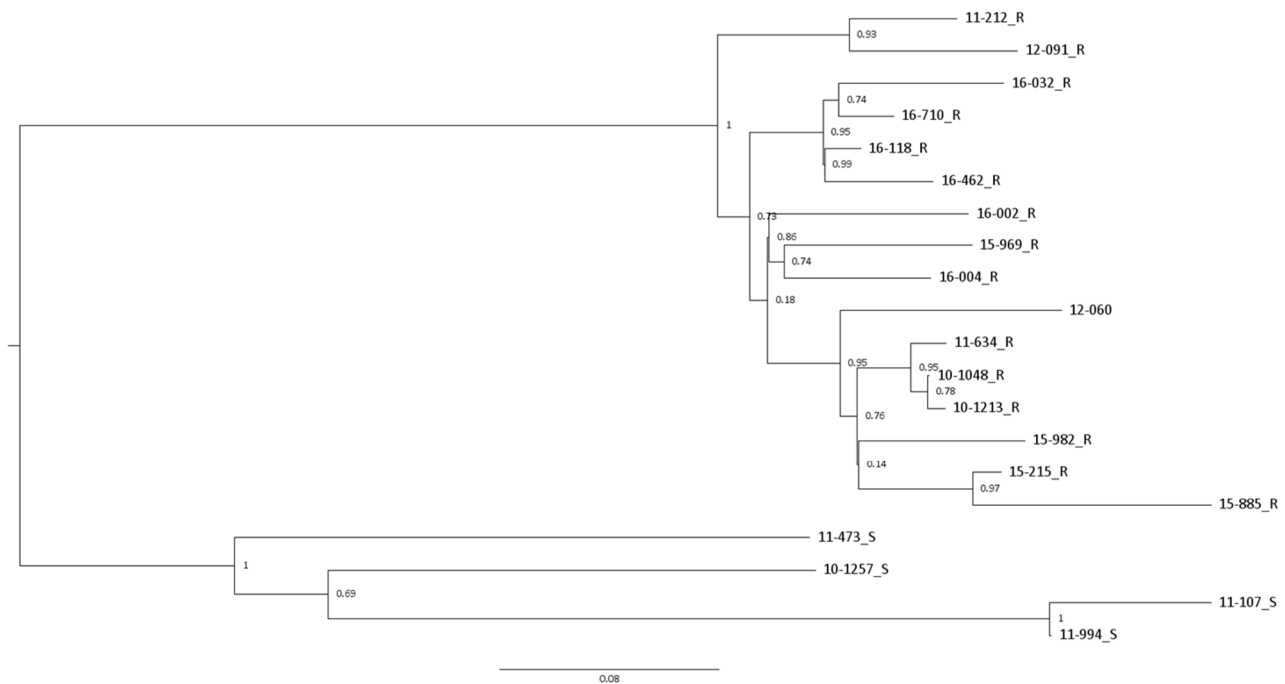 11-212_R
0.93
12-091_R
16-032_R
0.74
16-710_R
1
0.95
16-118_R
0.99
16-462_R
16-002_R
0.73
0.86
15-969_R
0.74
16-004_R
0.18
12-060
11-634_R
0.95
0.95
10-1048_R
0.78
10-1213_R
0.76
15-982_R
0.14
15-215_R
0.97
15-885_R
11-473_S
1
10-1257_S
0.69
11-107_S
1
11-994_S
0.08